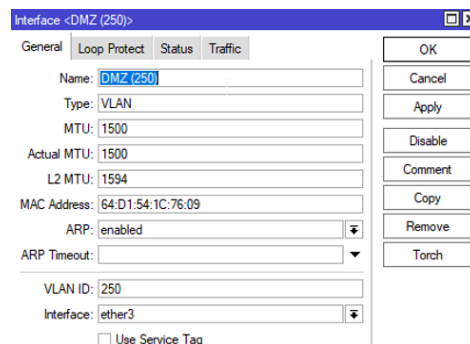 Interface <DMZ (250)>
General Loop Protect Status Traffic
OK
Name: DMZ (250)
Cancel
Type: VLAN
Apply
MTU: 1500
Disable
Actual MTU: 1500
Comment
L2 MTU: 1594
Copy
MAC Address: 64:D1:54:1C:76:09
Remove
ARP: enabled
Torch
ARP Timeout:
VLAN ID: 250
Interface: ether3
Use Service Tag